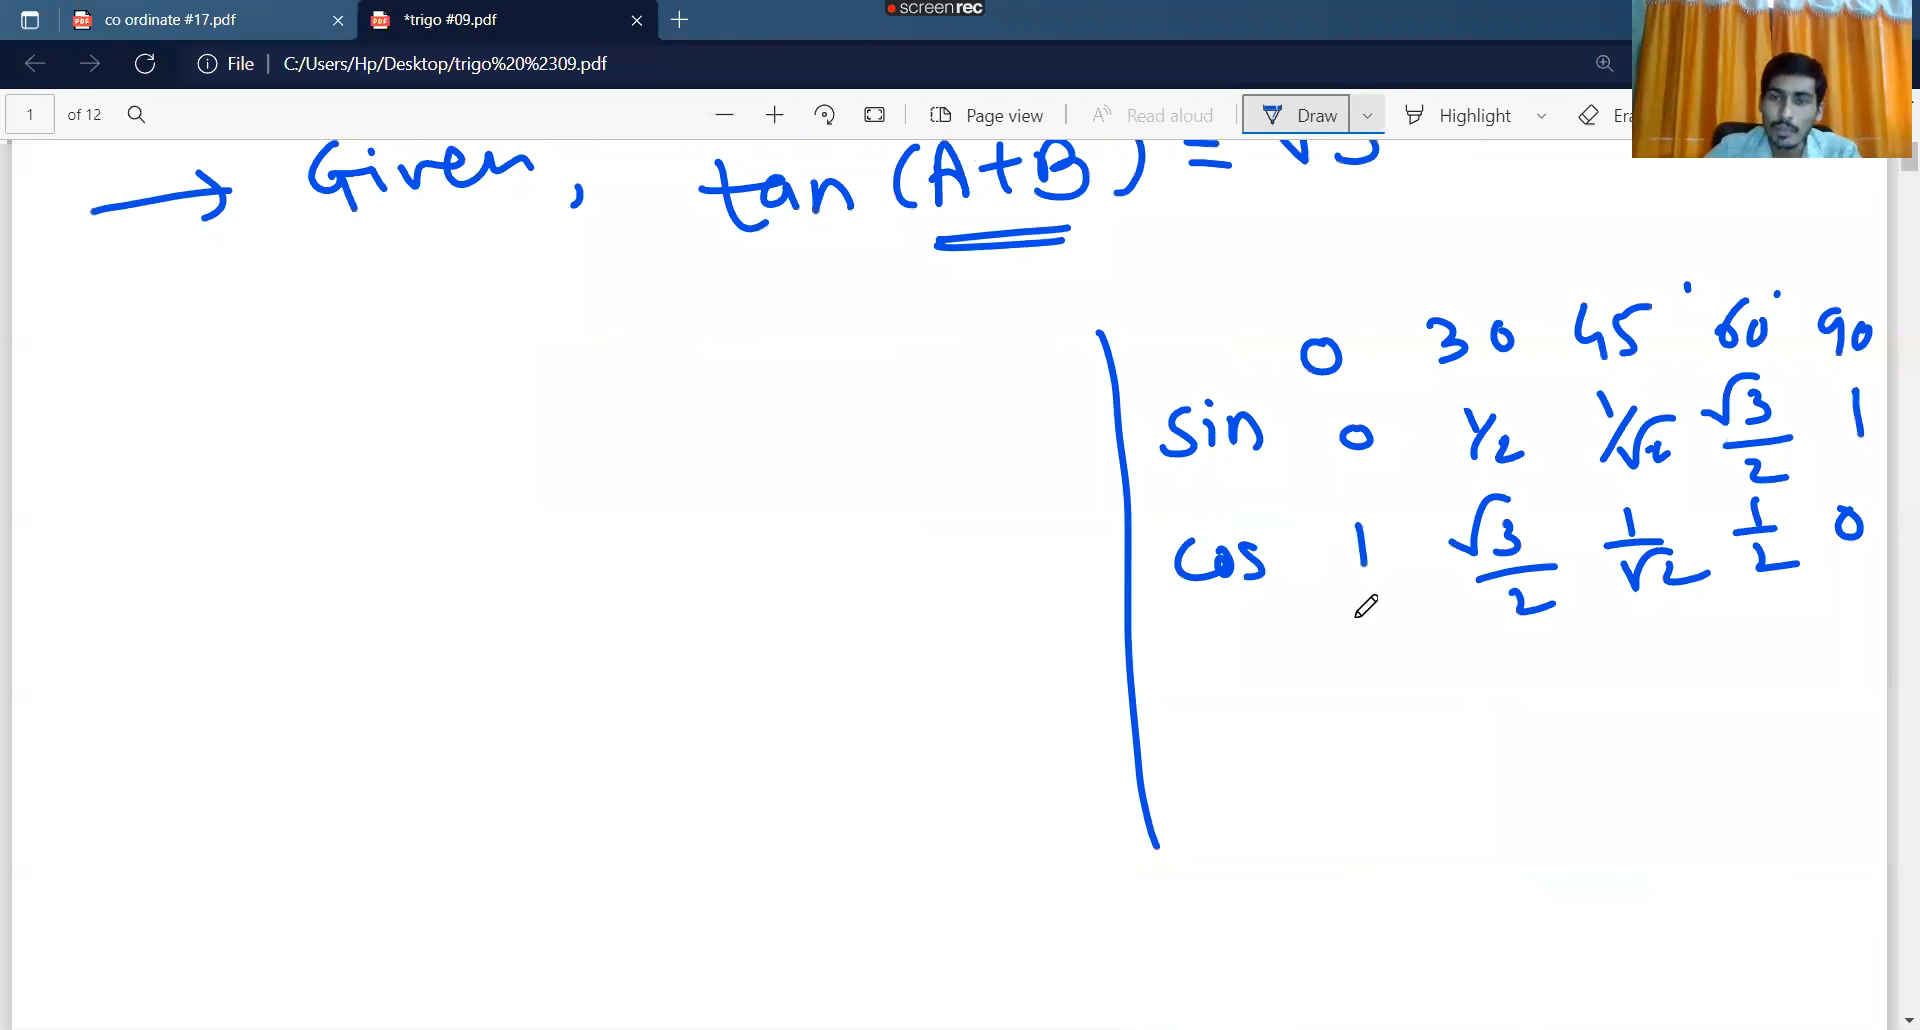 co ordinate #17.pdf
*trigo #09.pdf
screenrec
File
C:/Users/Hp/Desktop/trigo%20%2309.pdf
1 of 12
Page view
Read aloud
Draw
Highlight
Era
→ Given, tan (A+B) = √3
0 30 45° 60° 90
sin 0 1/2 1/√2 √3/2 1
cos 1 √3/2 1/√2 1/2 0